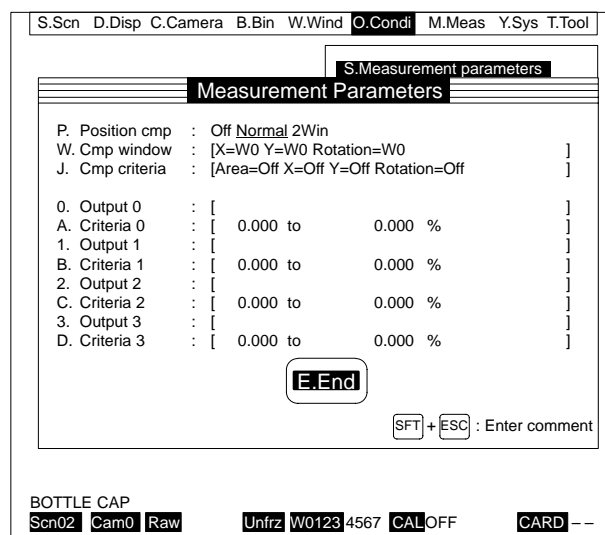 S.Scn D.Disp C.Camera B.Bin W.Wind O.Condi M.Meas Y.Sys T.Tool
S.Measurement parameters
Measurement Parameters
P. Position cmp : Off Normal 2Win
W. Cmp window : [X=W0 Y=W0 Rotation=W0 ]
J. Cmp criteria : [Area=Off X=Off Y=Off Rotation=Off ]
0. Output 0 : [ ]
A. Criteria 0 : [ 0.000 to 0.000 % ]
1. Output 1 : [ ]
B. Criteria 1 : [ 0.000 to 0.000 % ]
2. Output 2 : [ ]
C. Criteria 2 : [ 0.000 to 0.000 % ]
3. Output 3 : [ ]
D. Criteria 3 : [ 0.000 to 0.000 % ]
E.End
SFT + ESC : Enter comment
BOTTLE CAP
Scn02 Cam0 Raw Unfrz W0123 4567 CALOFF CARD – –